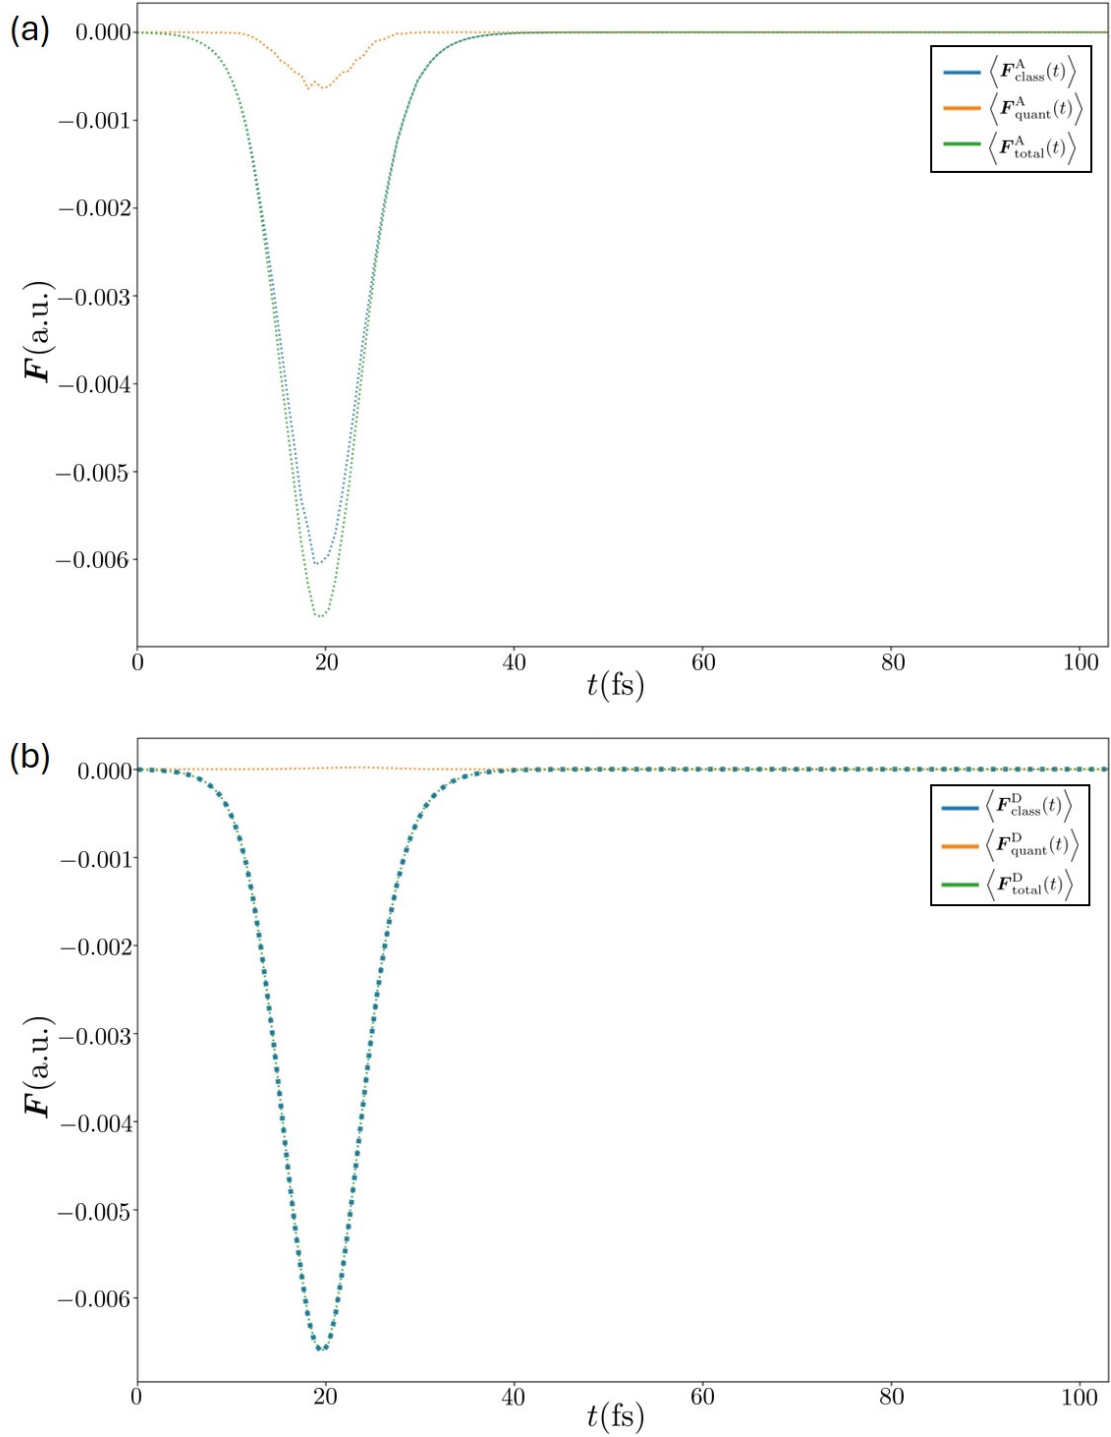 (a)
0.000
−0.001
−0.002
−0.003
−0.004
−0.005
−0.006
F(a.u.)
⟨F^A_class(t)⟩
⟨F^A_quant(t)⟩
⟨F^A_total(t)⟩
0 20 40 60 80 100
t(fs)
(b)
0.000
−0.001
−0.002
−0.003
−0.004
−0.005
−0.006
F(a.u.)
⟨F^D_class(t)⟩
⟨F^D_quant(t)⟩
⟨F^D_total(t)⟩
0 20 40 60 80 100
t(fs)